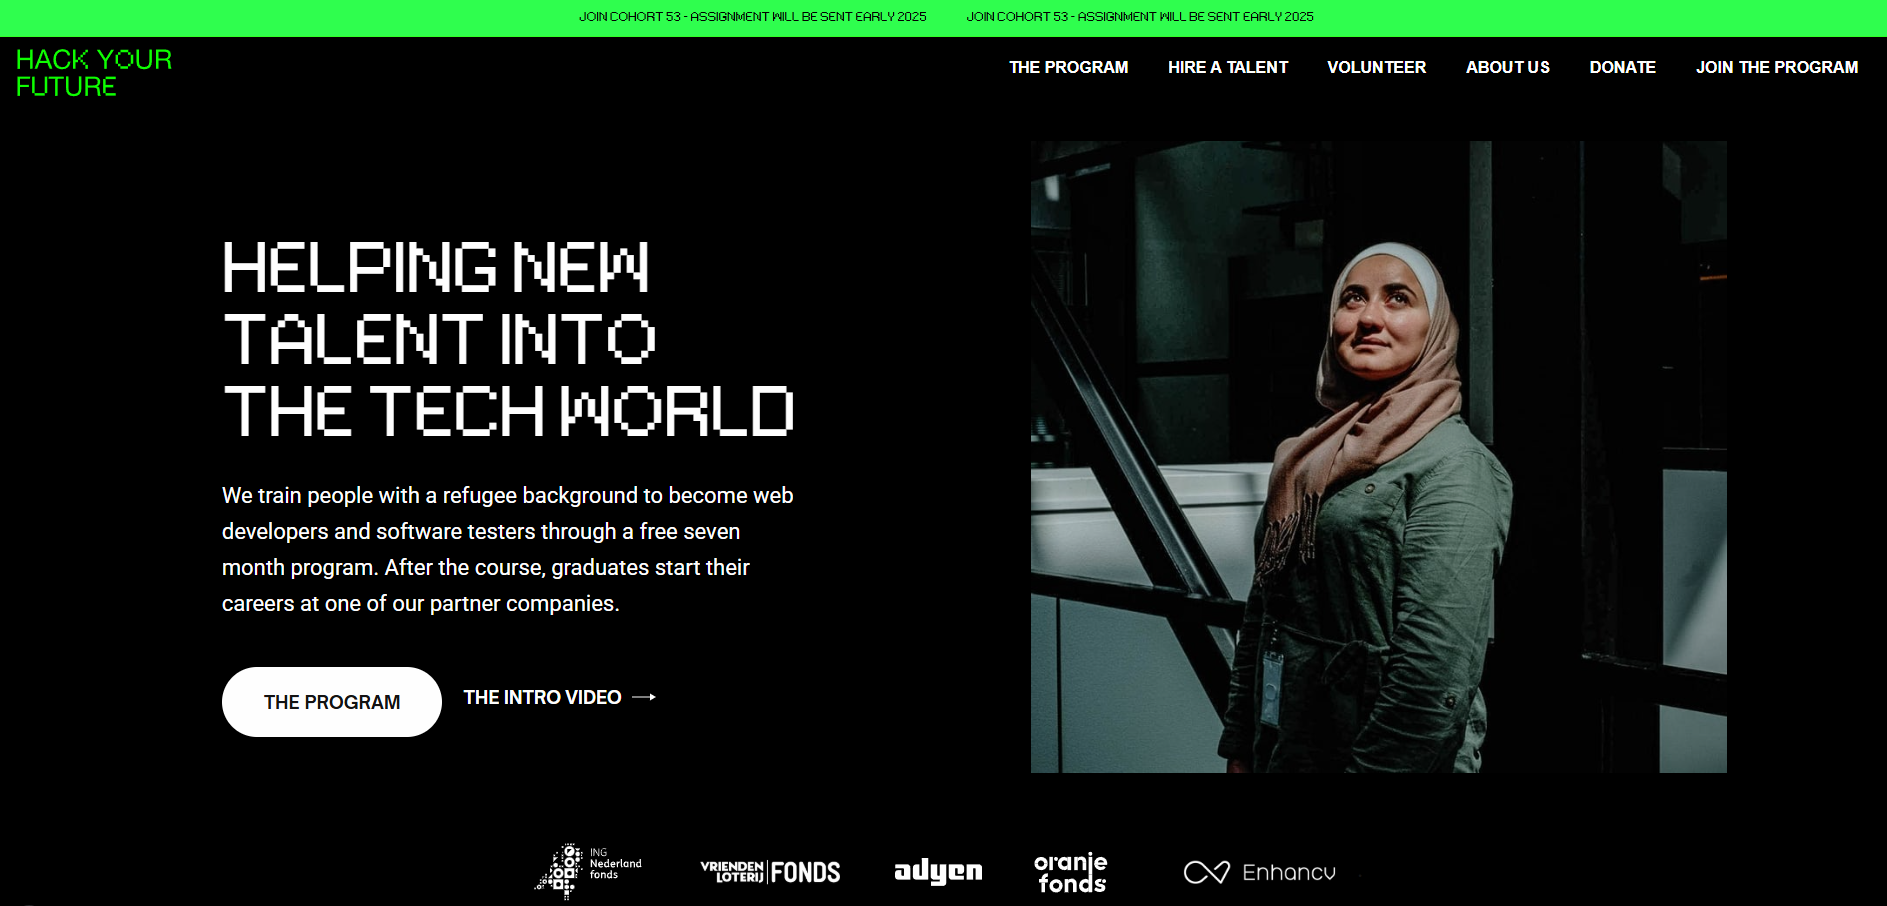 JOIN COHORT 53 - ASSIGNMENT WILL BE SENT EARLY 2025 JOIN COHORT 53 - ASSIGNMENT WILL BE SENT EARLY 2025
HACK YOUR
FUTURE
THE PROGRAM HIRE A TALENT VOLUNTEER ABOUT US DONATE JOIN THE PROGRAM
HELPING NEW
TALENT INTO
THE TECH WORLD
We train people with a refugee background to become web
developers and software testers through a free seven
month program. After the course, graduates start their
careers at one of our partner companies.
THE PROGRAM
THE INTRO VIDEO
ING
Nederland
fonds
VRIENDEN
LOTERIJ
FONDS
adyen
oranje
fonds
Enhancv